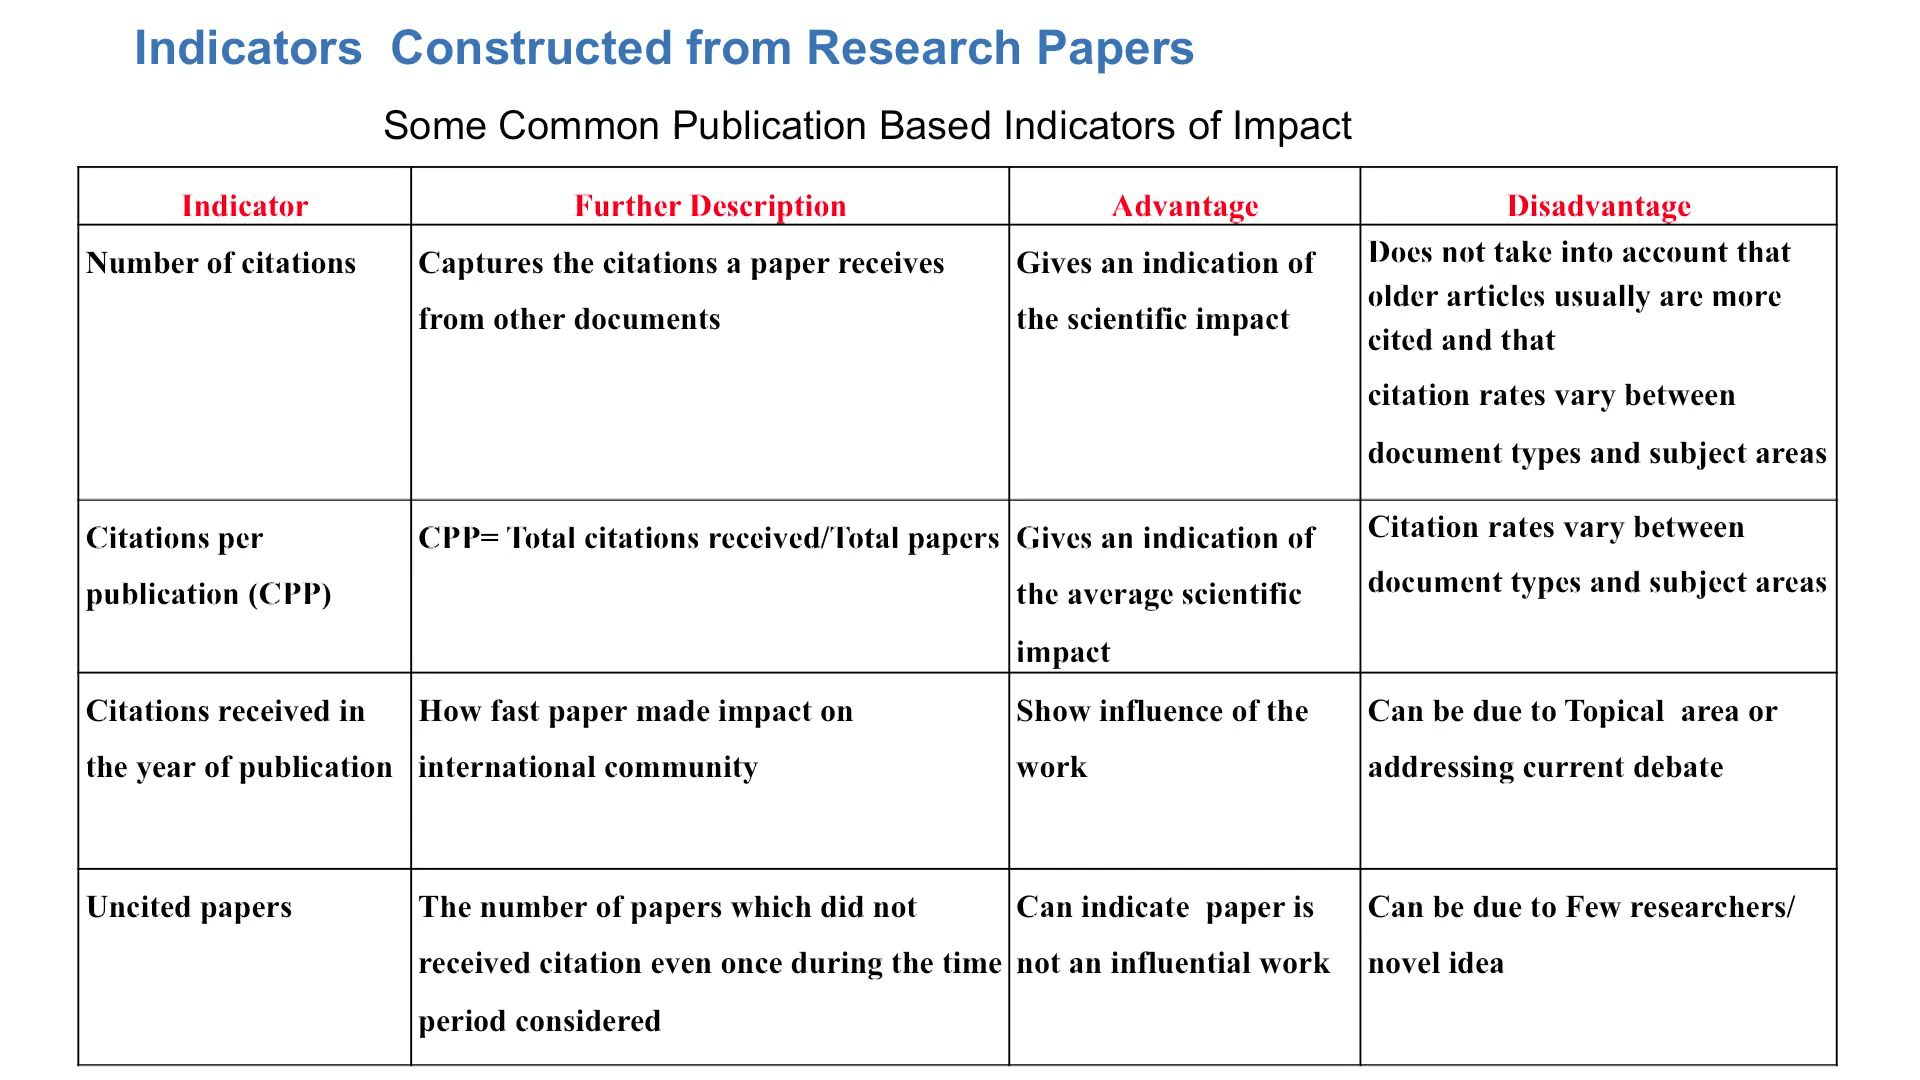 Indicators  Constructed from Research Papers
Some Common Publication Based Indicators of Impact
Indicator
Further Description
Advantage
Disadvantage
Number of citations
Captures the citations a paper receives
from other documents
Gives an indication of
the scientific impact
Does not take into account that
older articles usually are more
cited and that
citation rates vary between
document types and subject areas
Citations per
publication (CPP)
CPP= Total citations received/Total papers
Gives an indication of
the average scientific
impact
Citation rates vary between
document types and subject areas
Citations received in
the year of publication
How fast paper made impact on
international community
Show influence of the
work
Can be due to Topical  area or
addressing current debate
Uncited papers
The number of papers which did not
received citation even once during the time
period considered
Can indicate  paper is
not an influential work
Can be due to Few researchers/
novel idea